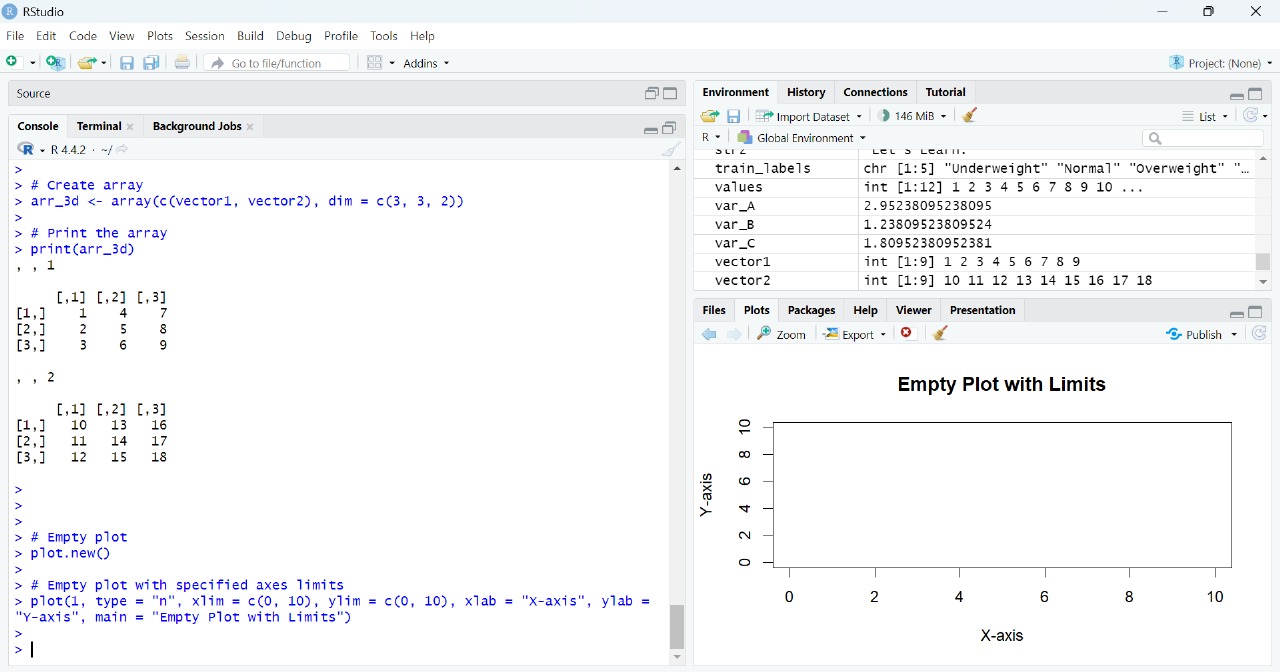 RStudio
File Edit Code View Plots Session Build Debug Profile Tools Help
Go to file/function Addins Project: (None)
Source
Console Terminal Background Jobs
R 4.4.2 · ~/
>
> # Create array
> arr_3d <- array(c(vector1, vector2), dim = c(3, 3, 2))
>
> # Print the array
> print(arr_3d)
, , 1
[,1] [,2] [,3]
[1,] 1 4 7
[2,] 2 5 8
[3,] 3 6 9
, , 2
[,1] [,2] [,3]
[1,] 10 13 16
[2,] 11 14 17
[3,] 12 15 18
>
>
>
> # Empty plot
> plot.new()
>
> # Empty plot with specified axes limits
> plot(1, type = "n", xlim = c(0, 10), ylim = c(0, 10), xlab = "X-axis", ylab =
"Y-axis", main = "Empty Plot with Limits")
>
>
Environment History Connections Tutorial
Import Dataset 146 MiB List
R Global Environment
str2 Let's Learn.
train_labels chr [1:5] "Underweight" "Normal" "Overweight" "…
values int [1:12] 1 2 3 4 5 6 7 8 9 10 ...
var_A 2.95238095238095
var_B 1.23809523809524
var_C 1.80952380952381
vector1 int [1:9] 1 2 3 4 5 6 7 8 9
vector2 int [1:9] 10 11 12 13 14 15 16 17 18
Files Plots Packages Help Viewer Presentation
Zoom Export Publish
Empty Plot with Limits
Y-axis
10
8
6
4
2
0
0 2 4 6 8 10
X-axis